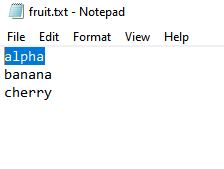 fruit.txt - Notepad
File Edit Format View Help
alpha
banana
cherry